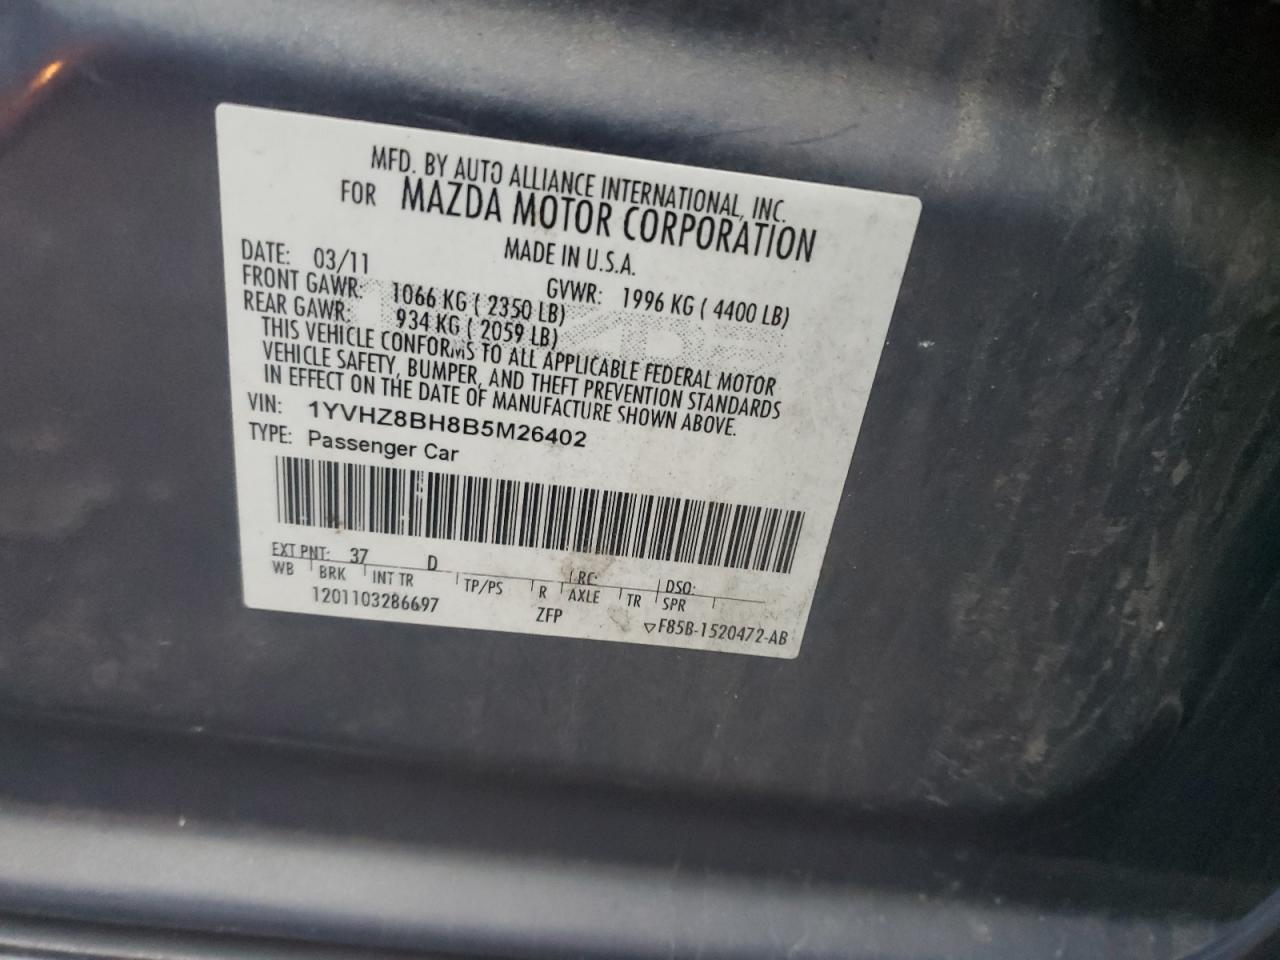 MFD. BY AUTO ALLIANCE INTERNATIONAL, INC.
FOR MAZDA MOTOR CORPORATION
MADE IN U.S.A.
DATE: 03/11 GVWR: 1996 KG ( 4400 LB)
FRONT GAWR: 1066 KG ( 2350 LB)
REAR GAWR: 934 KG ( 2059 LB)
THIS VEHICLE CONFORMS TO ALL APPLICABLE FEDERAL MOTOR
VEHICLE SAFETY, BUMPER, AND THEFT PREVENTION STANDARDS
IN EFFECT ON THE DATE OF MANUFACTURE SHOWN ABOVE.
VIN: 1YVHZ8BH8B5M26402
TYPE: Passenger Car
EXT PNT: 37 D RC: DSO:
WB BRK INT TR TP/PS R AXLE TR SPR
1201103286697 ZFP ▽F85B-1520472-AB